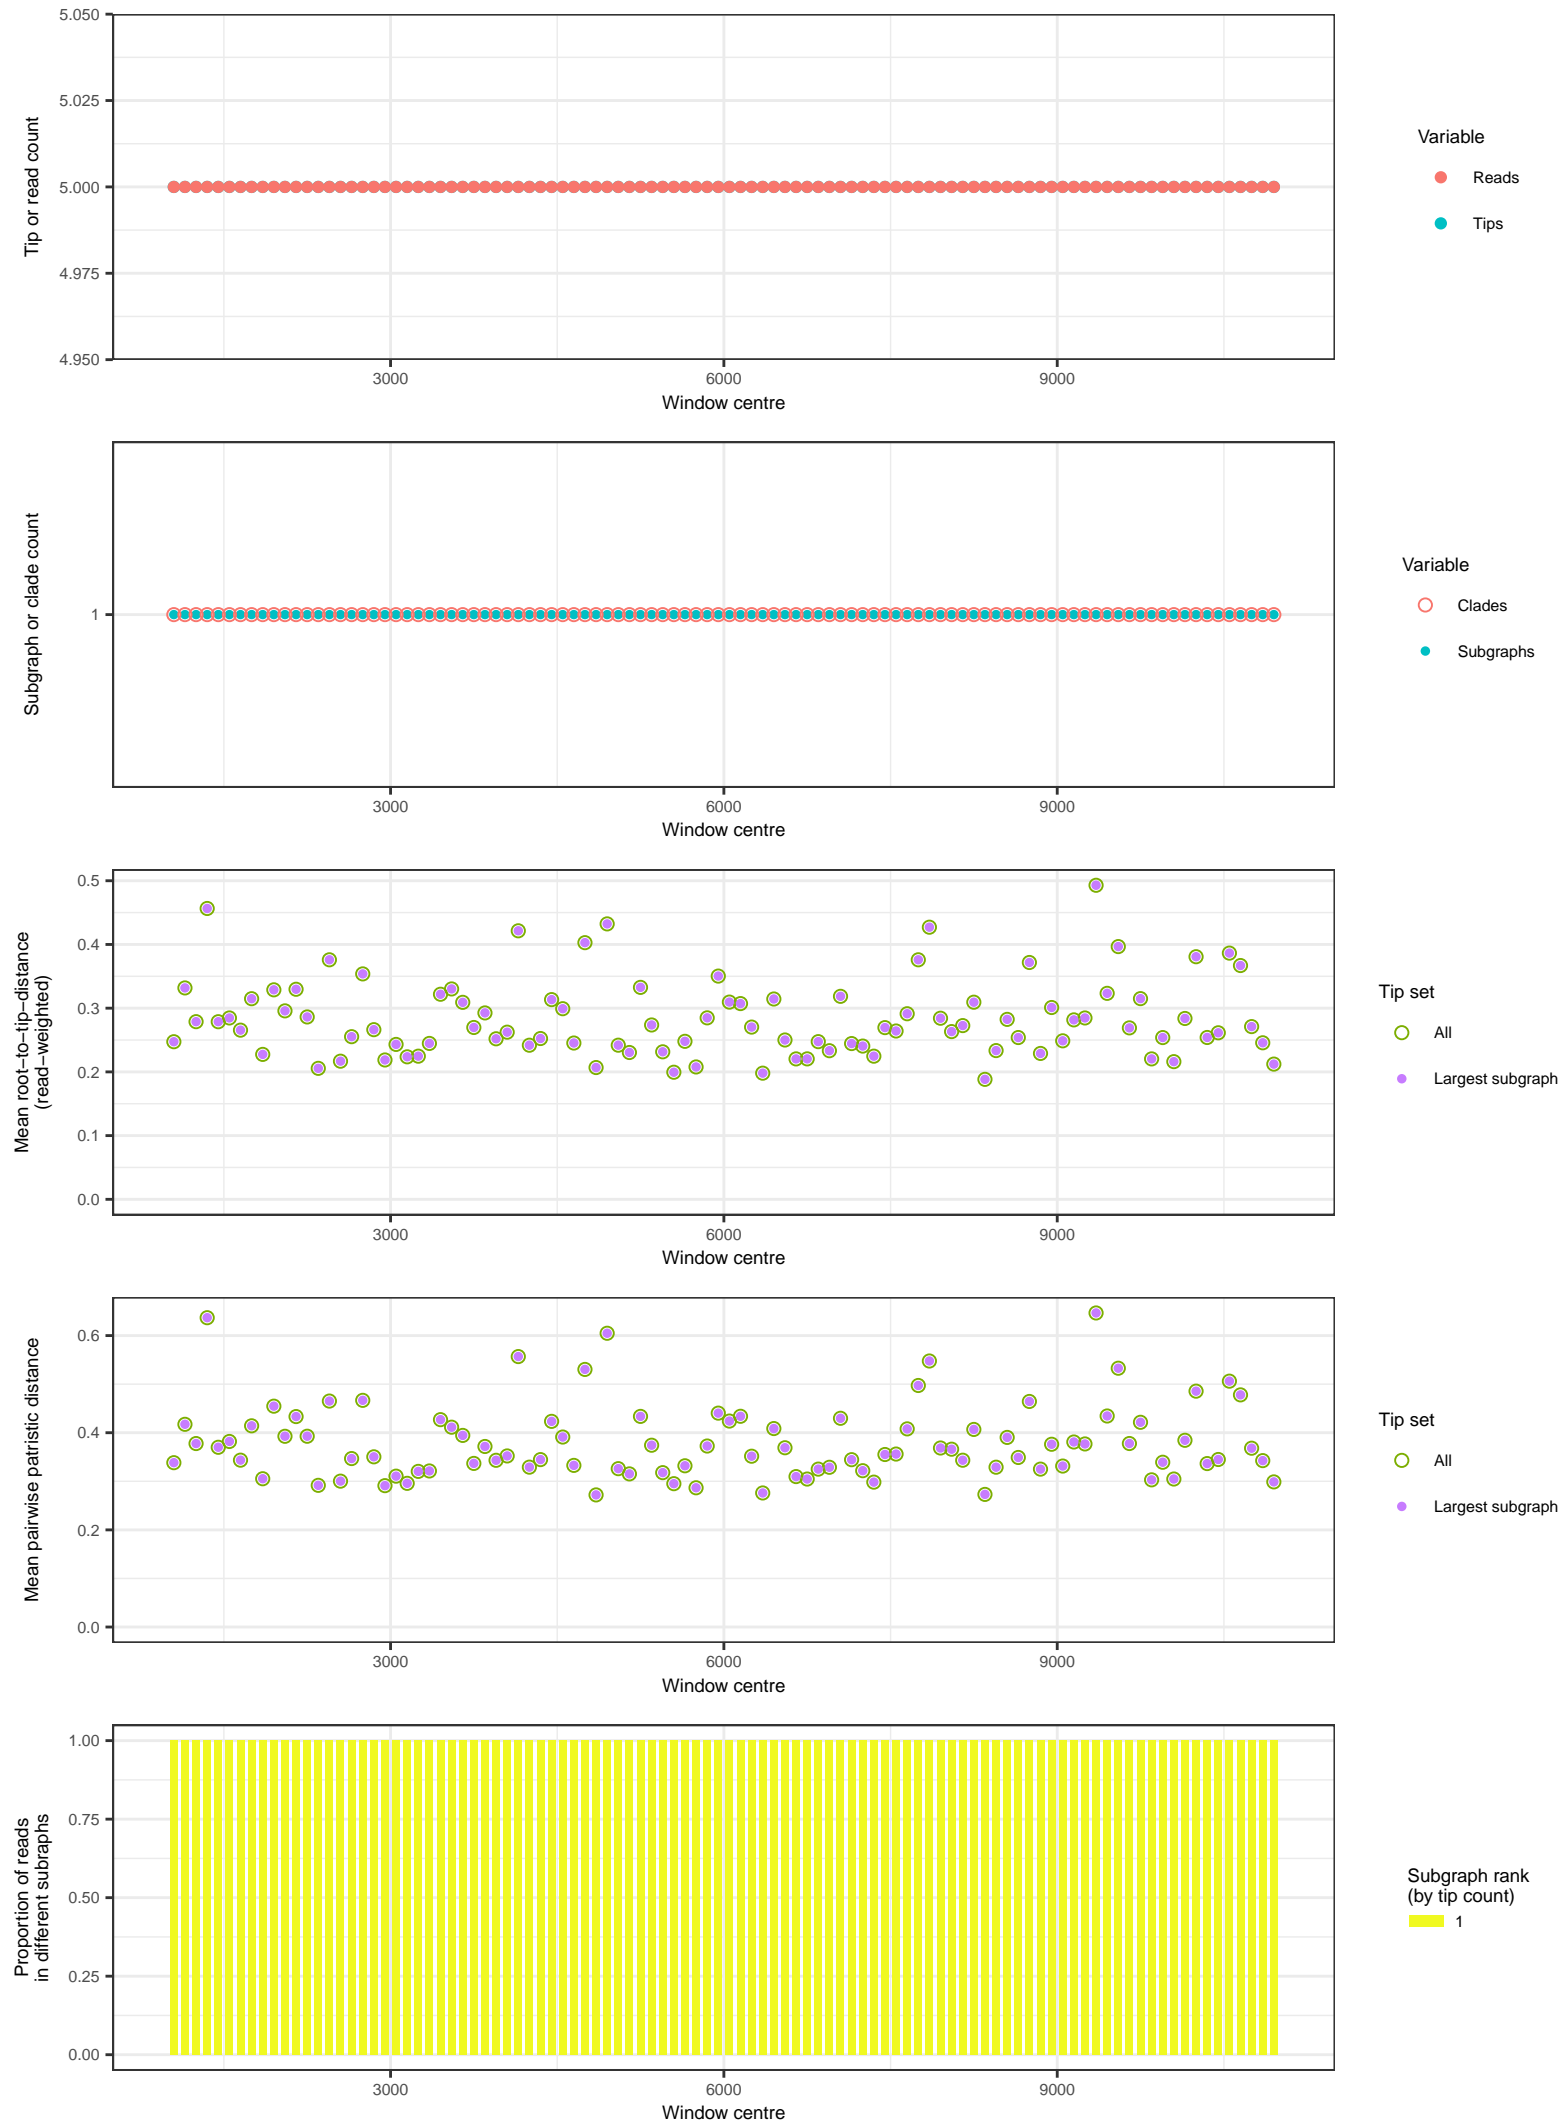 5.050
5.025
5.000
4.975
4.950
Tip or read count
3000
6000
9000
Window centre
Variable
Reads
Tips
1
Subgraph or clade count
3000
6000
9000
Window centre
Variable
Clades
Subgraphs
0.5
0.4
0.3
0.2
0.1
0.0
Mean root−to−tip−distance
(read−weighted)
3000
6000
9000
Window centre
Tip set
All
Largest subgraph
0.6
0.4
0.2
0.0
Mean pairwise patristic distance
3000
6000
9000
Window centre
Tip set
All
Largest subgraph
1.00
0.75
0.50
0.25
0.00
Proportion of reads
in different subraphs
3000
6000
9000
Window centre
Subgraph rank
(by tip count)
1